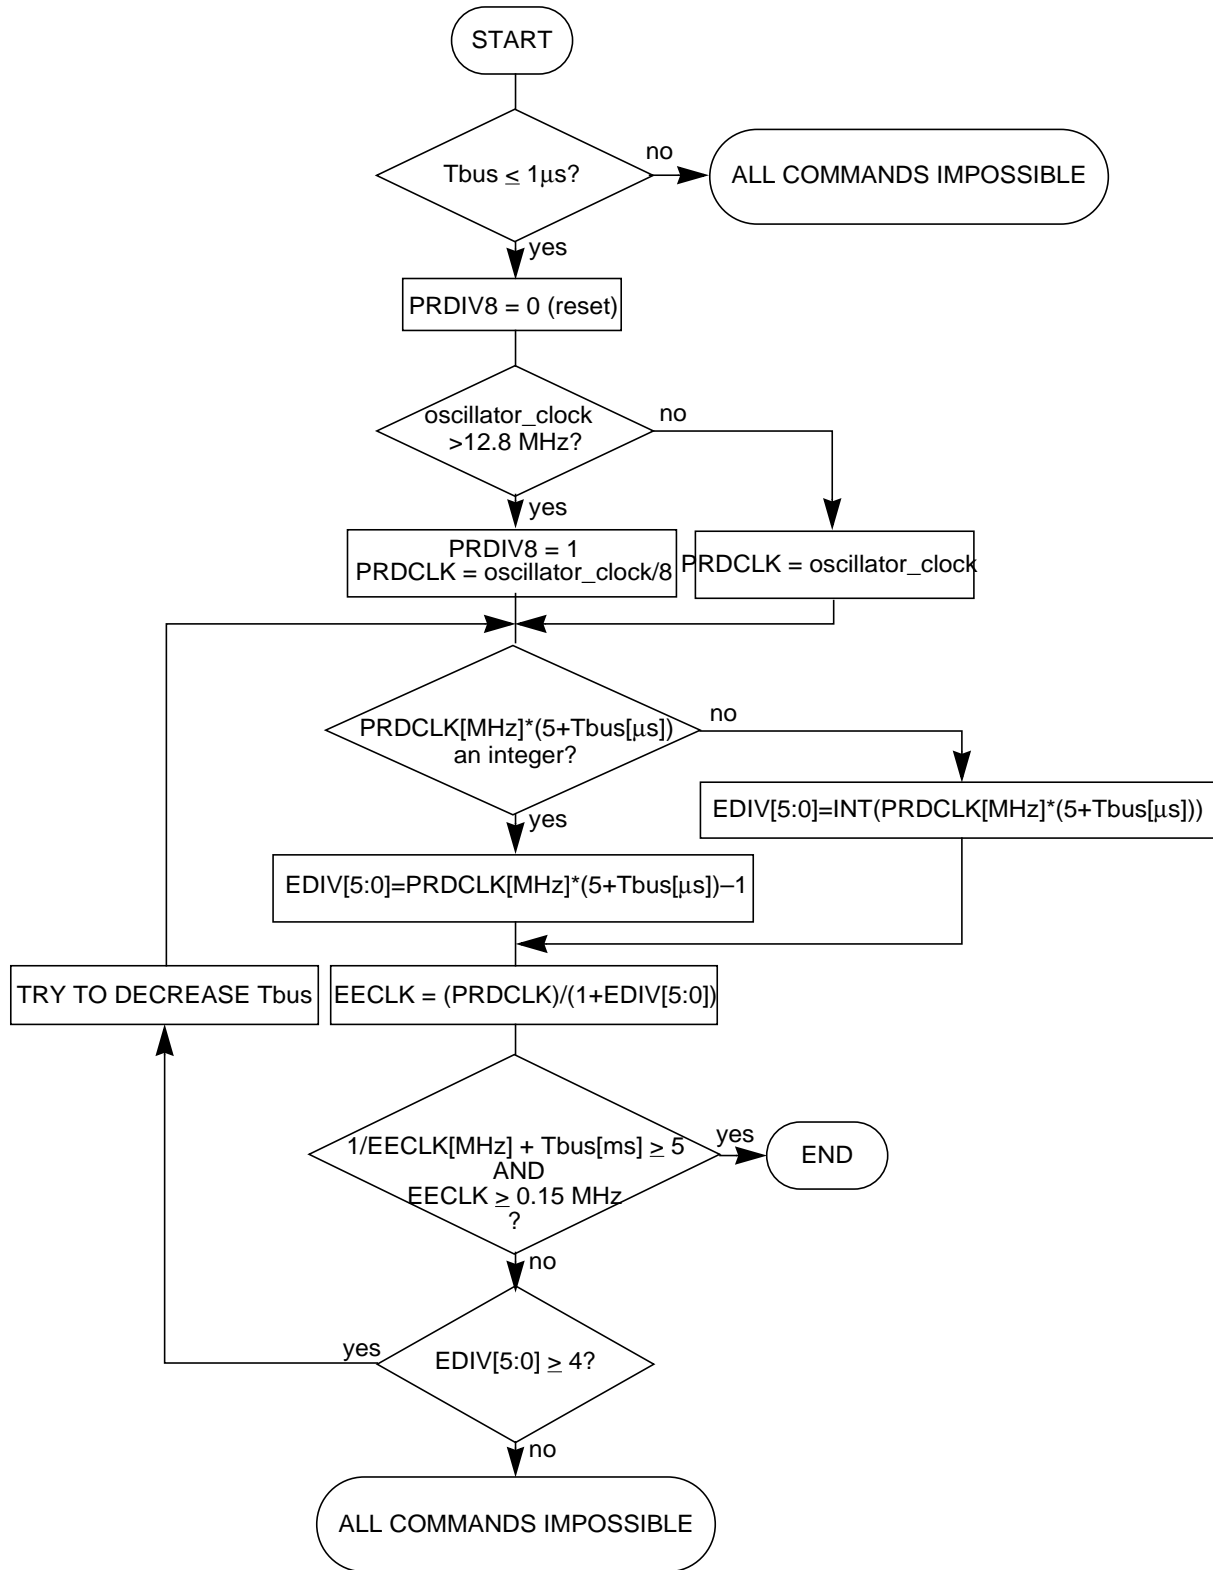 START
Tbus ≤ 1μs?
no
ALL COMMANDS IMPOSSIBLE
yes
PRDIV8 = 0 (reset)
oscillator_clock
>12.8 MHz?
no
yes
PRDIV8 = 1
PRDCLK = oscillator_clock/8
PRDCLK = oscillator_clock
PRDCLK[MHz]*(5+Tbus[μs])
an integer?
no
yes
EDIV[5:0]=INT(PRDCLK[MHz]*(5+Tbus[μs]))
EDIV[5:0]=PRDCLK[MHz]*(5+Tbus[μs])–1
TRY TO DECREASE Tbus
EECLK = (PRDCLK)/(1+EDIV[5:0])
1/EECLK[MHz] + Tbus[ms] ≥ 5
AND
EECLK ≥ 0.15 MHz
?
yes
END
no
EDIV[5:0] ≥ 4?
yes
no
ALL COMMANDS IMPOSSIBLE